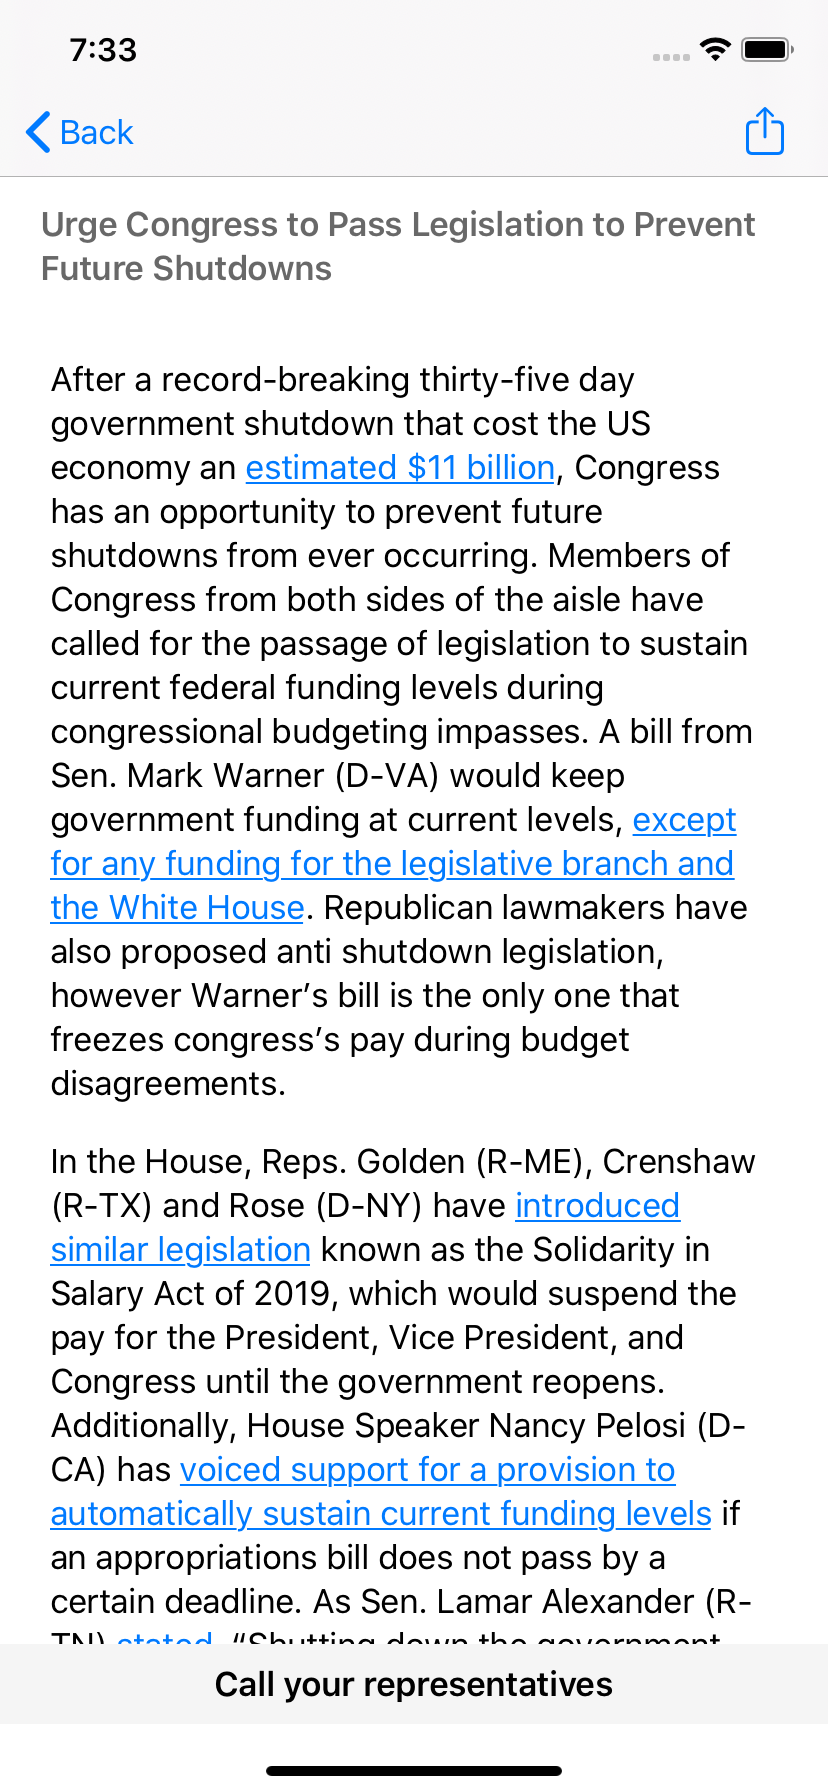 7:33
Back
Urge Congress to Pass Legislation to Prevent
Future Shutdowns
After a record-breaking thirty-five day
government shutdown that cost the US
economy an estimated $11 billion, Congress
has an opportunity to prevent future
shutdowns from ever occurring. Members of
Congress from both sides of the aisle have
called for the passage of legislation to sustain
current federal funding levels during
congressional budgeting impasses. A bill from
Sen. Mark Warner (D-VA) would keep
government funding at current levels, except
for any funding for the legislative branch and
the White House. Republican lawmakers have
also proposed anti shutdown legislation,
however Warner’s bill is the only one that
freezes congress’s pay during budget
disagreements.
In the House, Reps. Golden (R-ME), Crenshaw
(R-TX) and Rose (D-NY) have introduced
similar legislation known as the Solidarity in
Salary Act of 2019, which would suspend the
pay for the President, Vice President, and
Congress until the government reopens.
Additionally, House Speaker Nancy Pelosi (D-
CA) has voiced support for a provision to
automatically sustain current funding levels if
an appropriations bill does not pass by a
certain deadline. As Sen. Lamar Alexander (R-
TN) stated, “Shutting down the government
Call your representatives